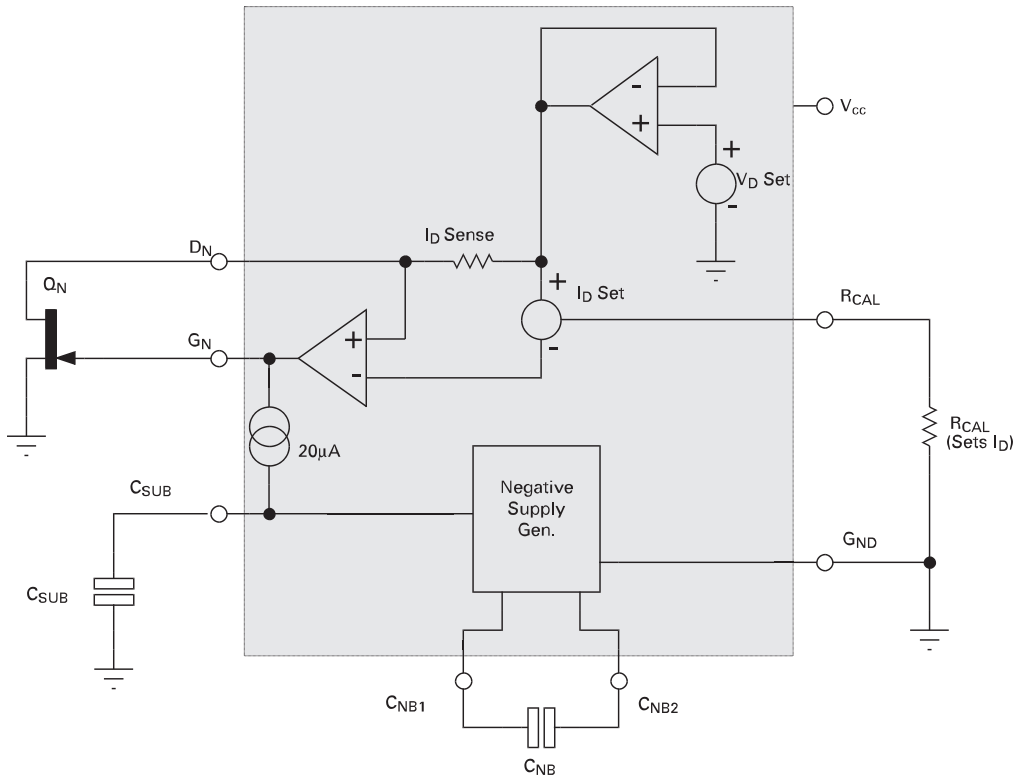 -
+
Vcc
+
VD Set
-
ID Sense
DN
+
ID Set
QN
RCAL
GN
+
-
-
20µA
RCAL
(Sets ID)
CSUB
Negative
Supply
Gen.
GND
CSUB
CNB1
CNB2
CNB